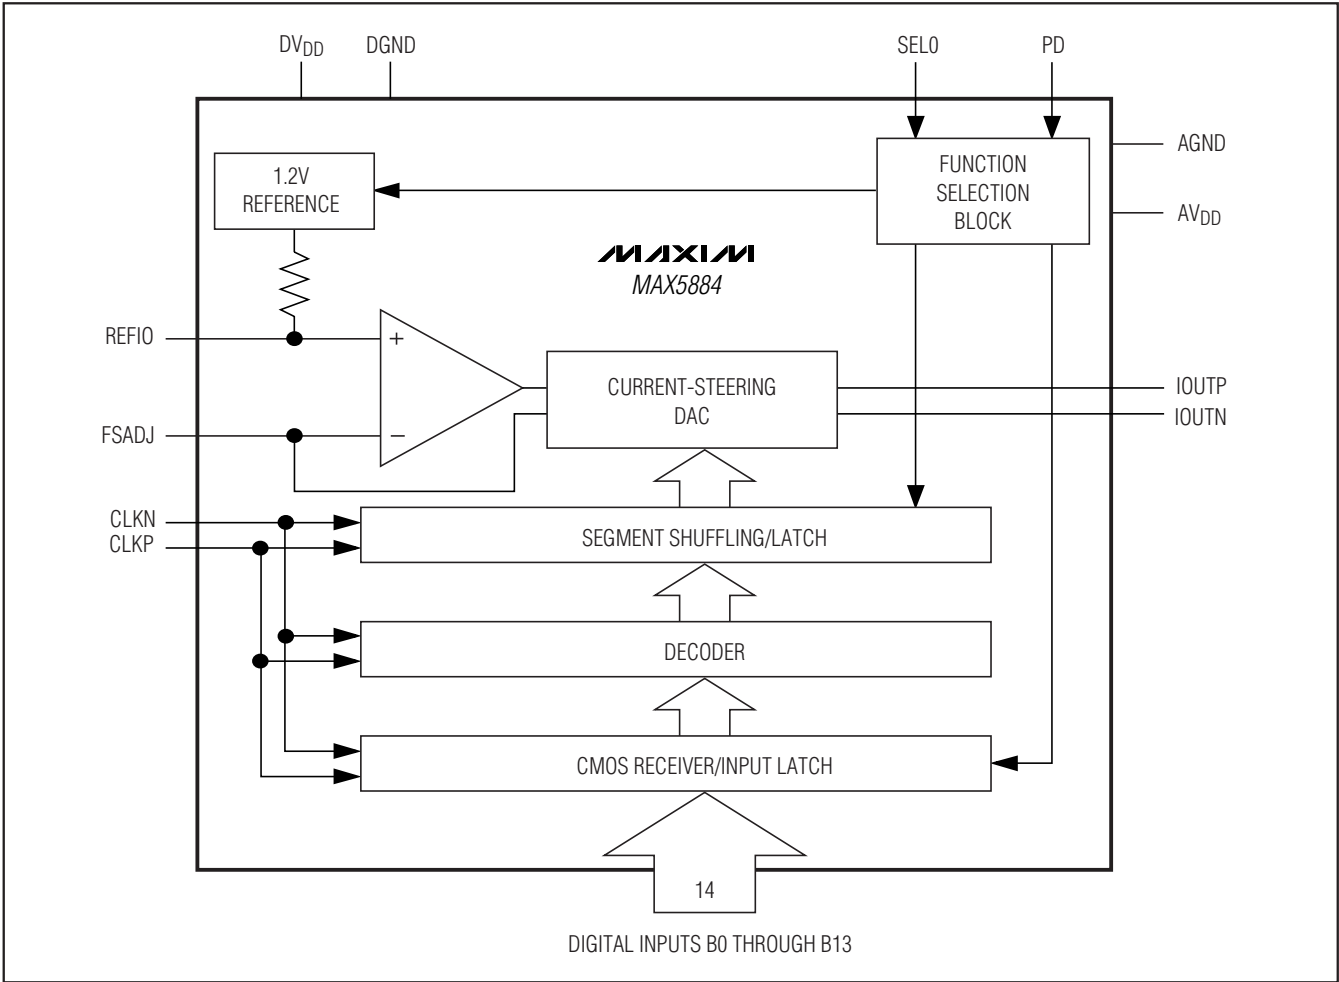 DVDD
DGND
SEL0
PD
AGND
AVDD
1.2V
REFERENCE
FUNCTION
SELECTION
BLOCK
MAXIM
MAX5884
REFIO
+
CURRENT-STEERING
DAC
IOUTP
IOUTN
FSADJ
−
CLKN
CLKP
SEGMENT SHUFFLING/LATCH
DECODER
CMOS RECEIVER/INPUT LATCH
14
DIGITAL INPUTS B0 THROUGH B13